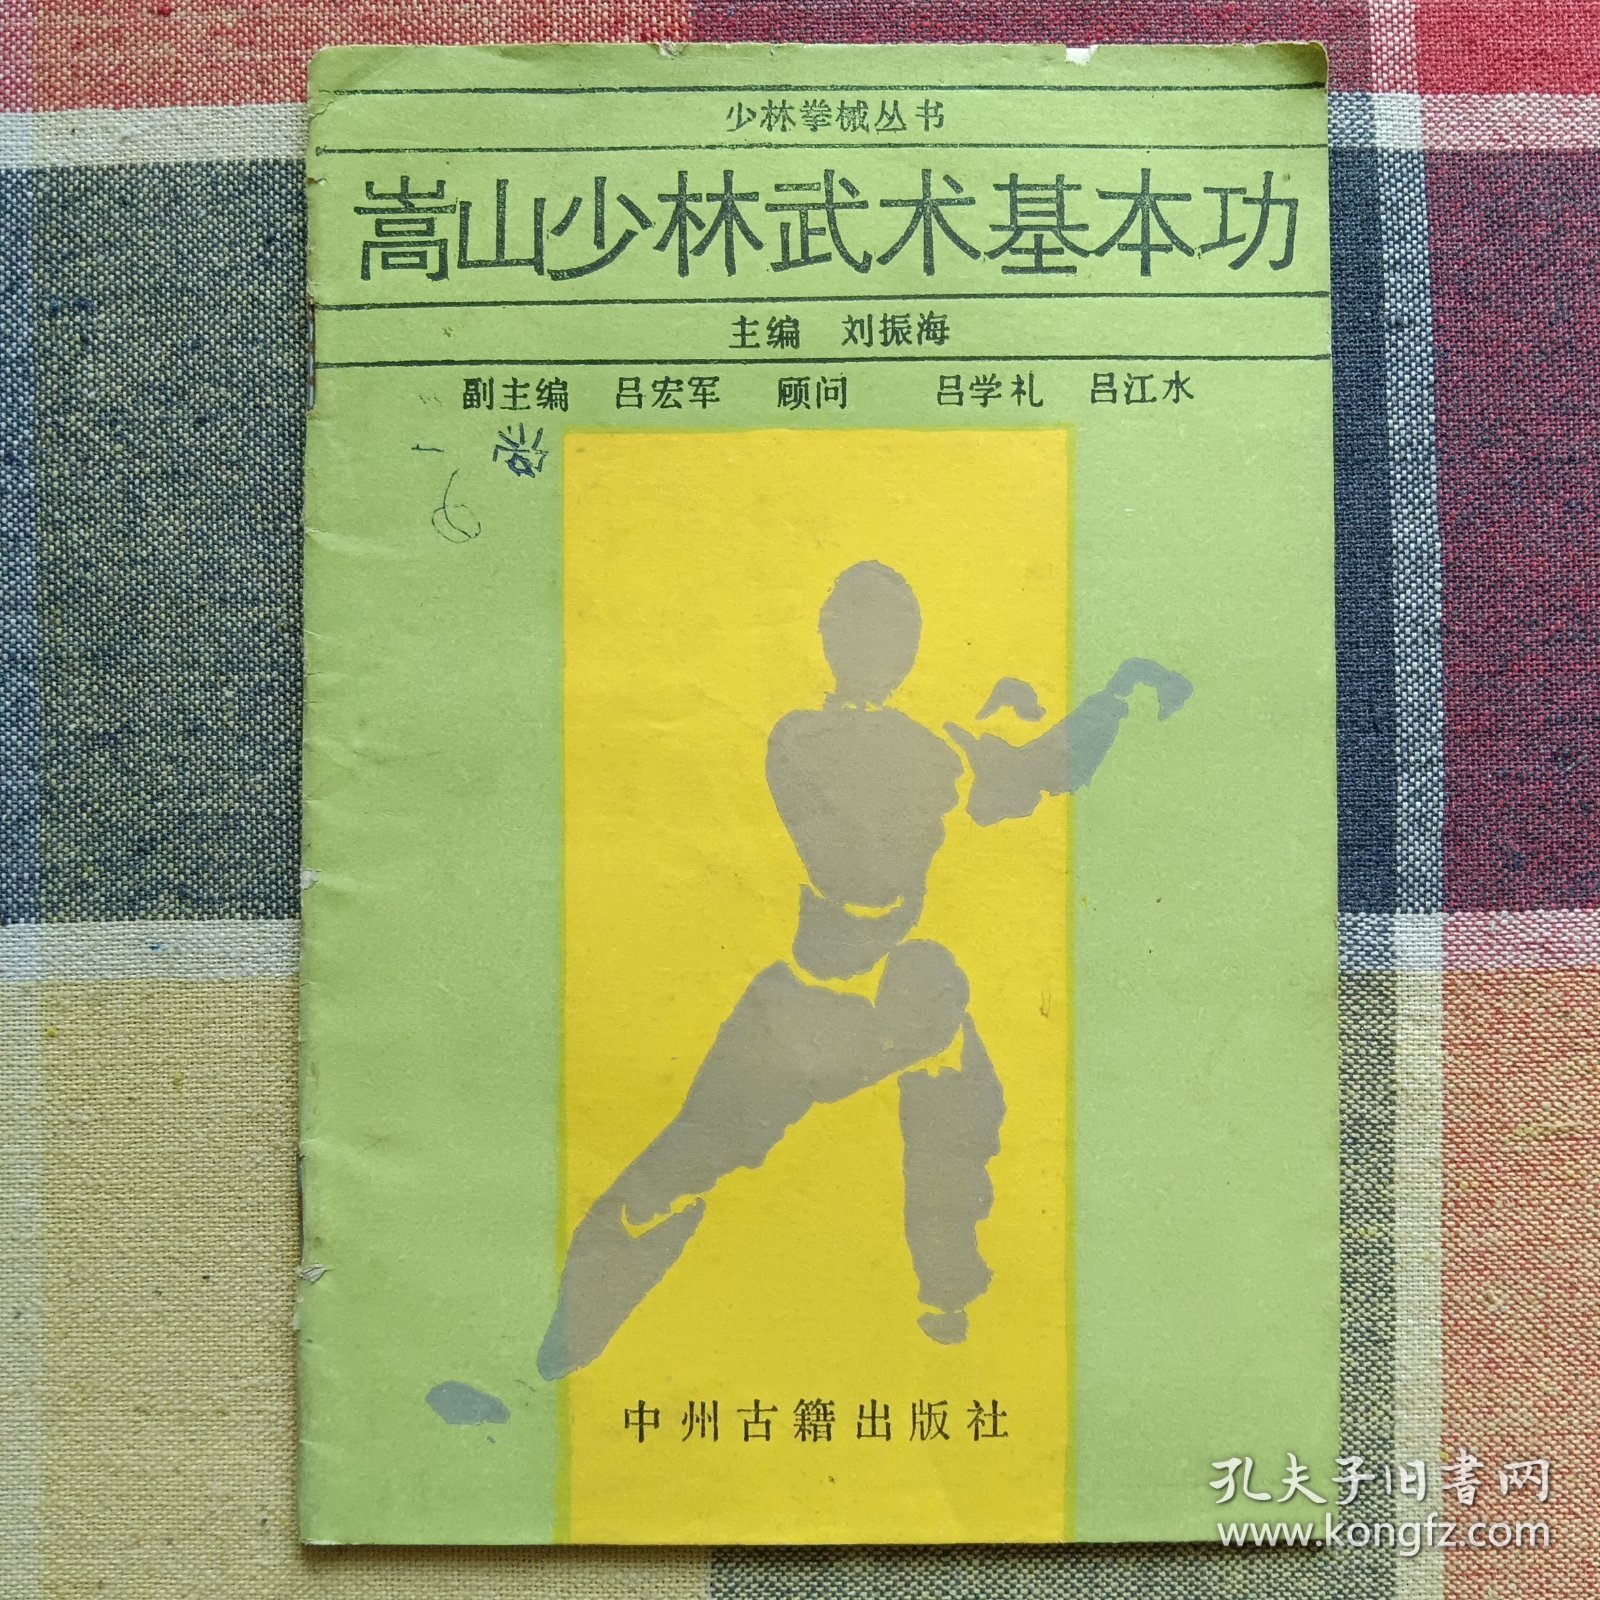 少林拳械丛书
嵩山少林武术基本功
主编 刘振海
副主编 吕宏军 顾问 吕学礼 吕江水
中州古籍出版社
孔夫子旧书网
www.kongfz.com